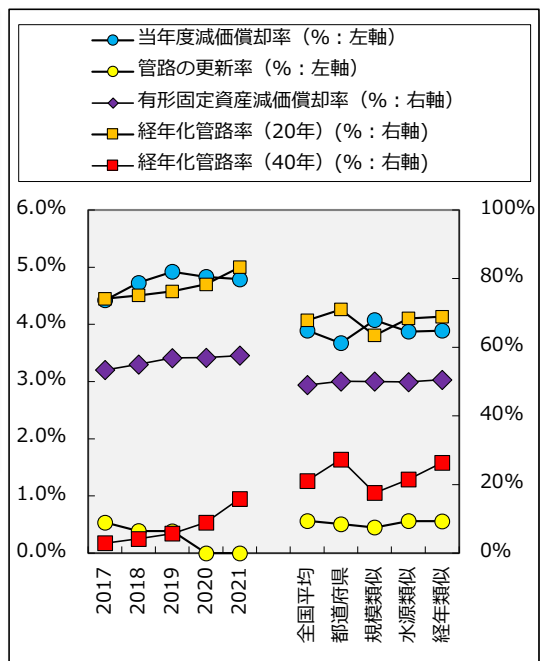 当年度減価償却率（%：左軸）
管路の更新率（%：左軸）
有形固定資産減価償却率（%：右軸）
経年化管路率（20年）(%：右軸)
経年化管路率（40年）(%：右軸)
6.0%
5.0%
4.0%
3.0%
2.0%
1.0%
0.0%
100%
80%
60%
40%
20%
0%
2017
2018
2019
2020
2021
全国平均
都道府県
規模類似
水源類似
経年類似